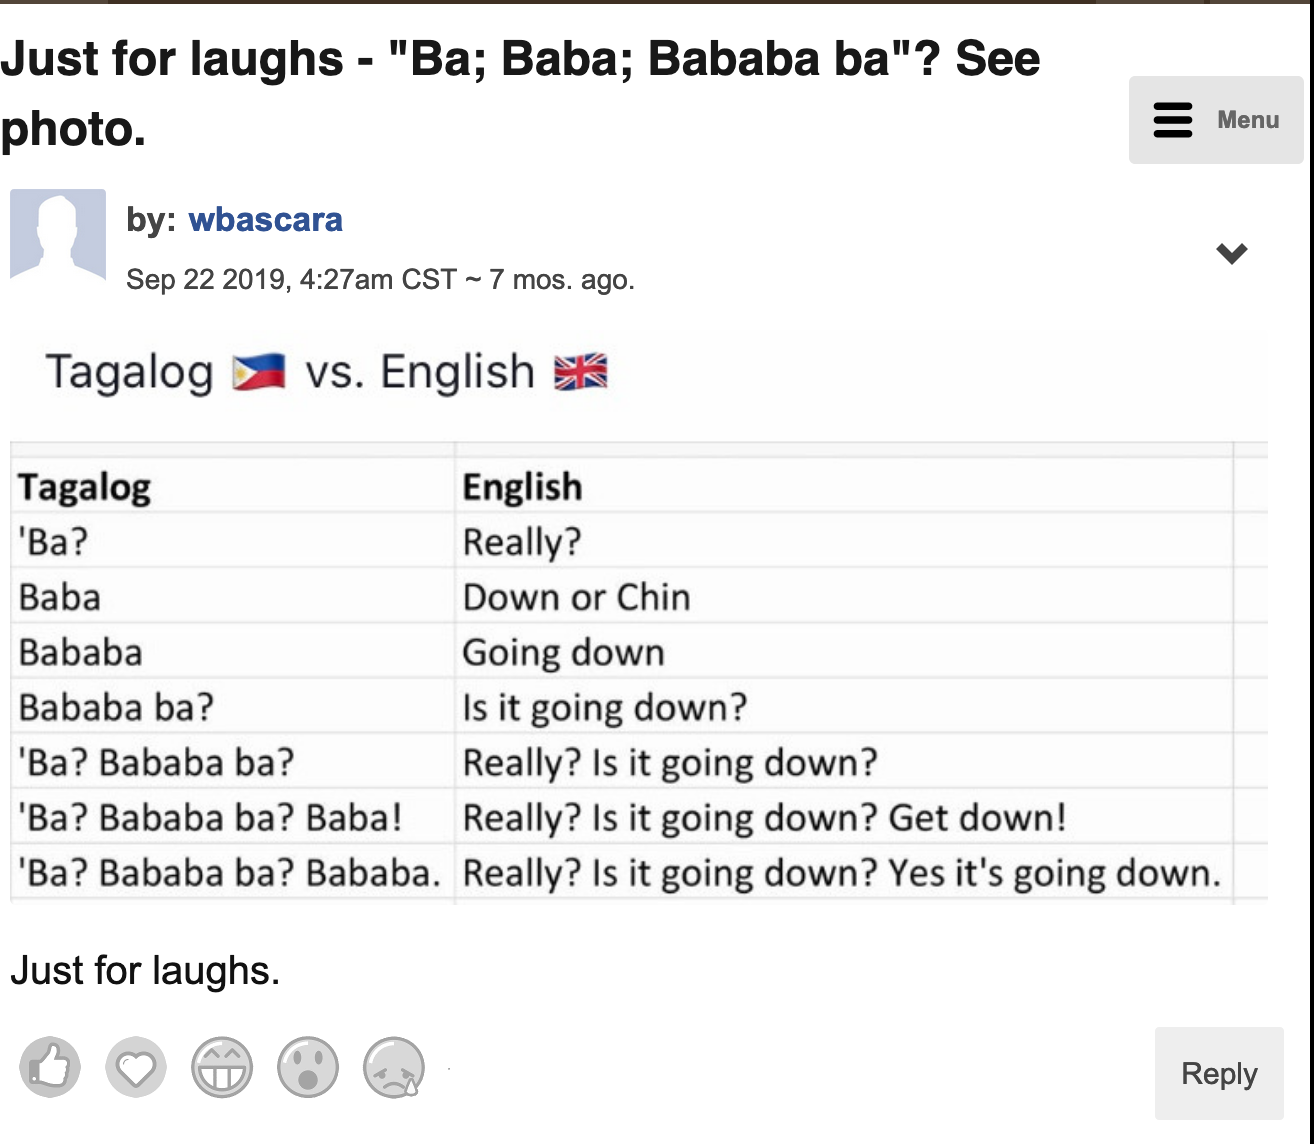 Just for laughs - "Ba; Baba; Bababa ba"? See
photo.
Menu
by: wbascara
Sep 22 2019, 4:27am CST ~ 7 mos. ago.
Tagalog 🇵🇭 vs. English 🇬🇧
Tagalog English
'Ba? Really?
Baba Down or Chin
Bababa Going down
Bababa ba? Is it going down?
'Ba? Bababa ba? Really? Is it going down?
'Ba? Bababa ba? Baba! Really? Is it going down? Get down!
'Ba? Bababa ba? Bababa. Really? Is it going down? Yes it's going down.
Just for laughs.
Reply